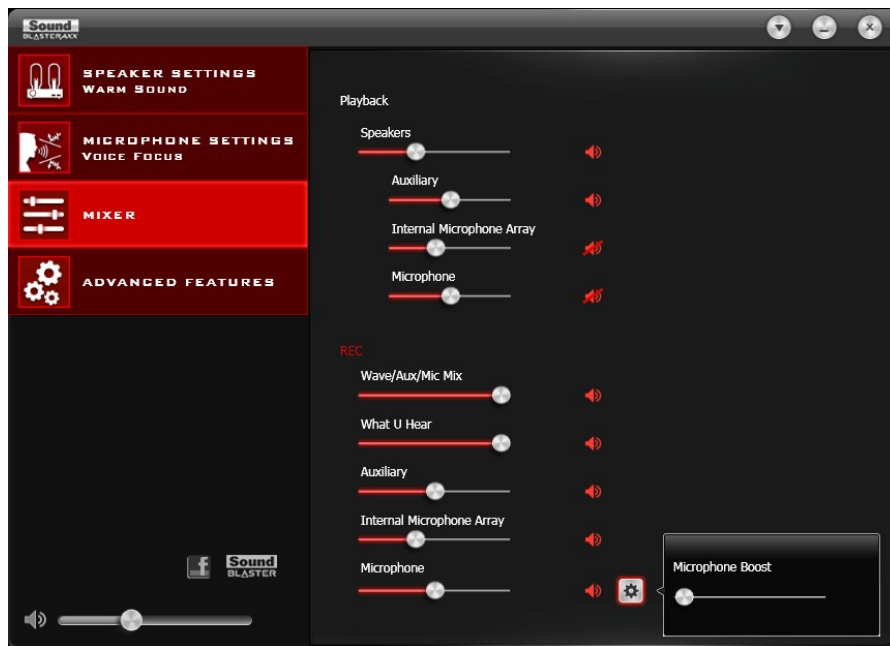 Sound
BLASTERAXX
SPEAKER SETTINGS
WARM SOUND
MICROPHONE SETTINGS
VOICE FOCUS
MIXER
ADVANCED FEATURES
f
Sound
BLASTER
Playback
Speakers
Auxiliary
Internal Microphone Array
Microphone
REC
Wave/Aux/Mic Mix
What U Hear
Auxiliary
Internal Microphone Array
Microphone
Microphone Boost